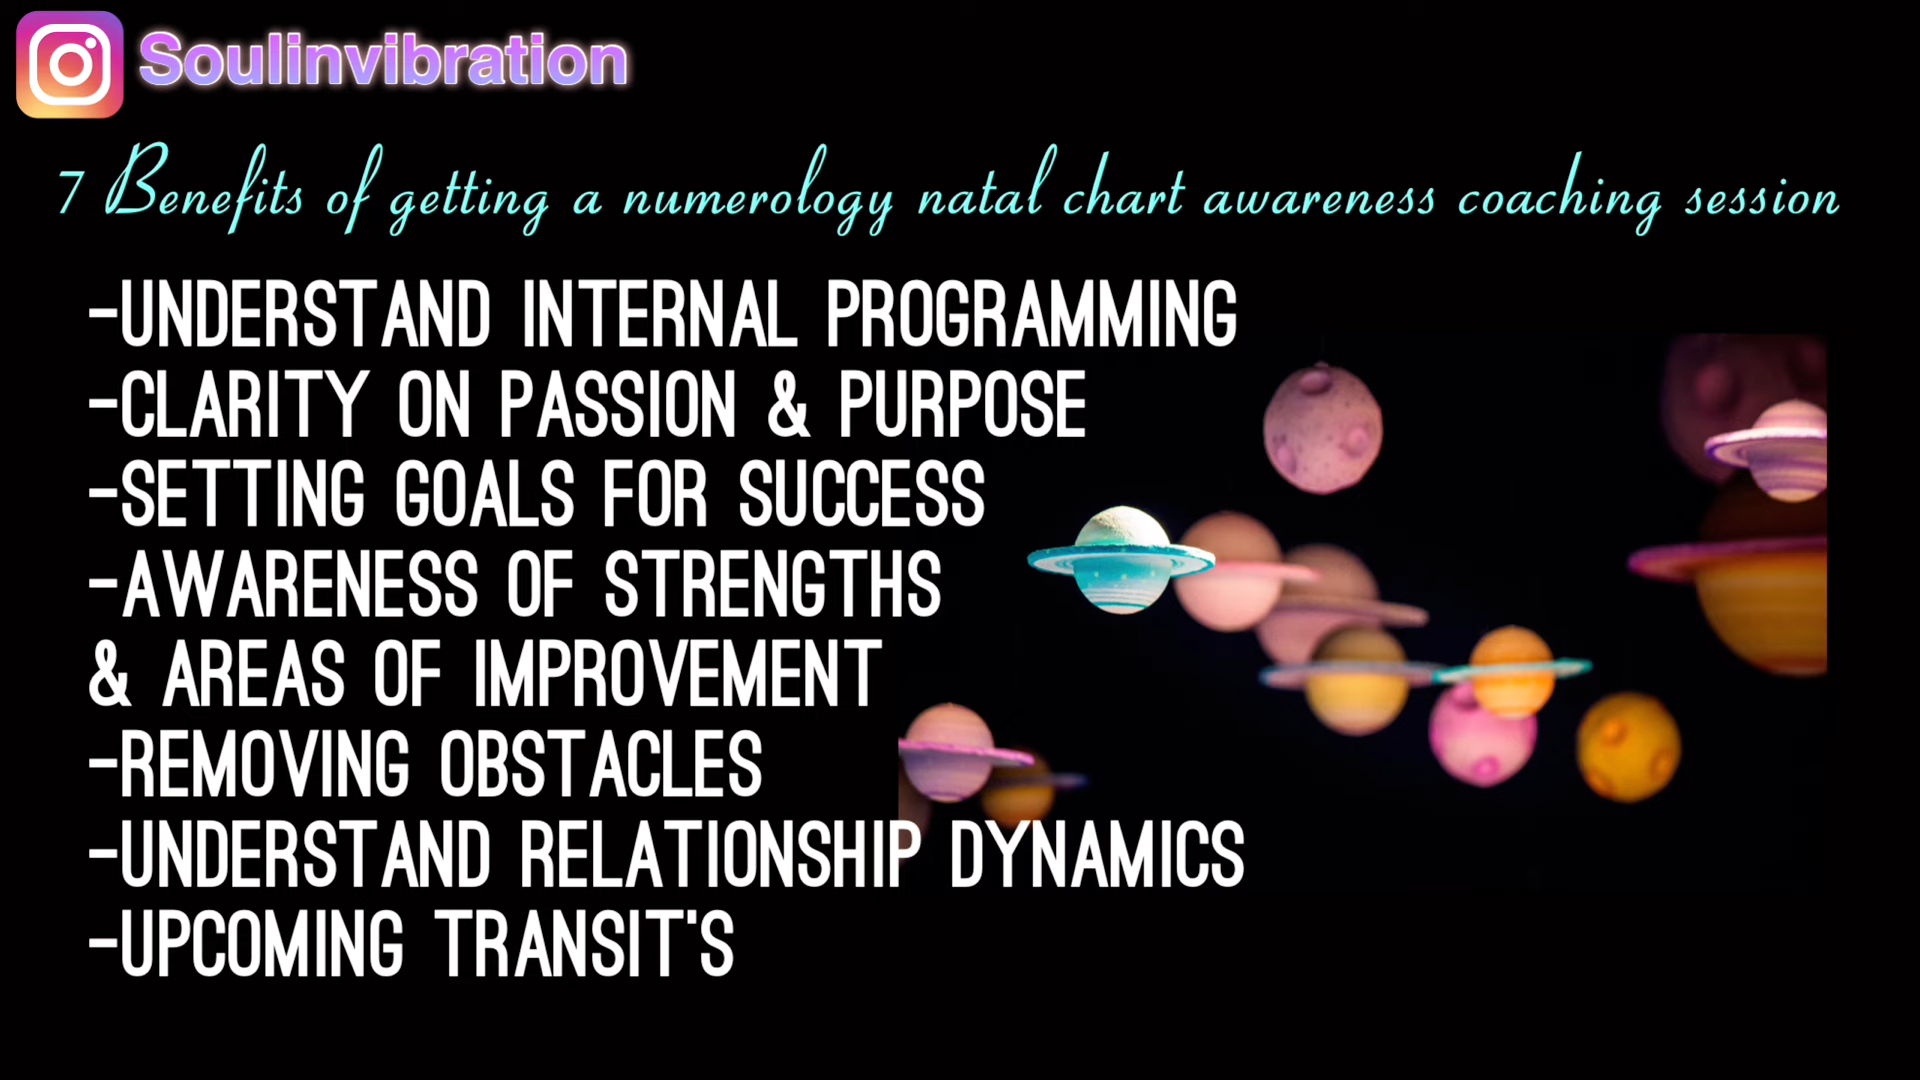 Soulinvibration
7 Benefits of getting a numerology natal chart awareness coaching session
-UNDERSTAND INTERNAL PROGRAMMING
-CLARITY ON PASSION & PURPOSE
-SETTING GOALS FOR SUCCESS
-AWARENESS OF STRENGTHS
& AREAS OF IMPROVEMENT
-REMOVING OBSTACLES
-UNDERSTAND RELATIONSHIP DYNAMICS
-UPCOMING TRANSIT'S